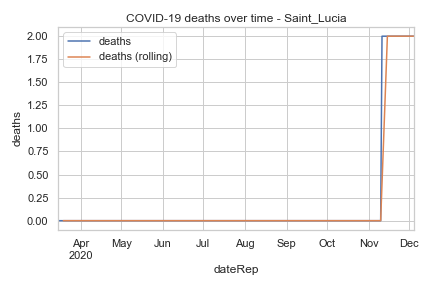 COVID-19 deaths over time - Saint_Lucia
deaths
deaths (rolling)
2.00
1.75
1.50
1.25
1.00
0.75
0.50
0.25
0.00
deaths
Apr May Jun Jul Aug Sep Oct Nov Dec
2020
dateRep